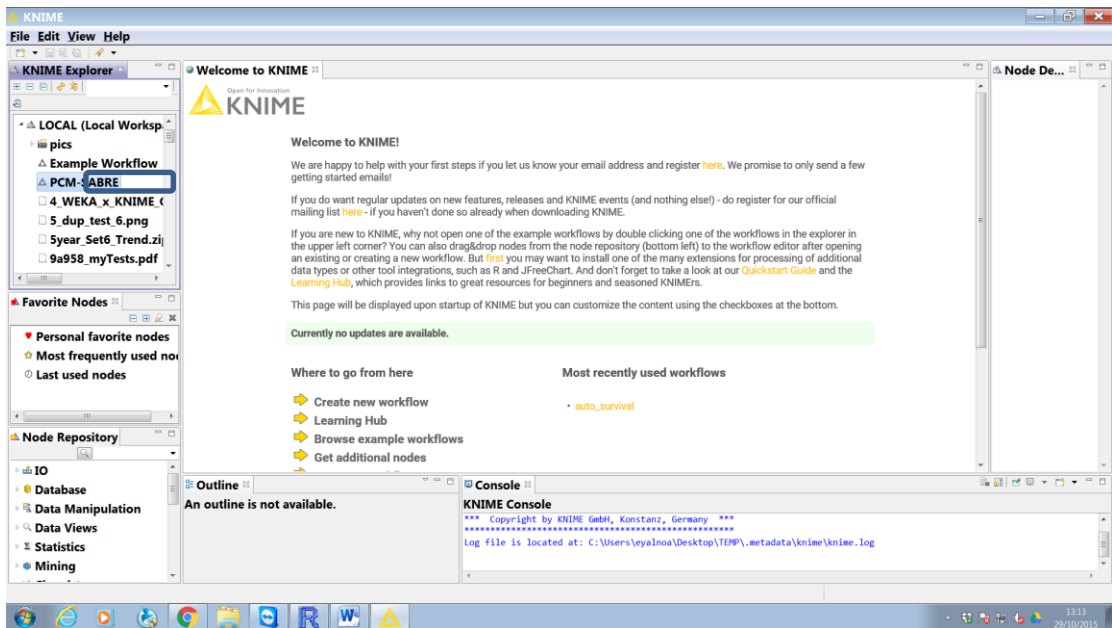 KNIME
File Edit View Help
KNIME Explorer
LOCAL (Local Worksp
pics
Example Workflow
PCM-SABRE
4_WEKA_x_KNIME_
5_dup_test_6.png
5year_Set6_Trend.zi
9a958_myTests.pdf
Favorite Nodes
Personal favorite nodes
Most frequently used no
Last used nodes
Node Repository
IO
Database
Data Manipulation
Data Views
Statistics
Mining
Welcome to KNIME
Open for Innovation
KNIME
Welcome to KNIME!
We are happy to help with your first steps if you let us know your email address and register here. We promise to only send a few
getting started emails!
If you do want regular updates on new features, releases and KNIME events (and nothing else!) - do register for our official
mailing list here - if you haven't done so already when downloading KNIME.
If you are new to KNIME, why not open one of the example workflows by double clicking one of the workflows in the explorer in
the upper left corner? You can also drag&drop nodes from the node repository (bottom left) to the workflow editor after opening
an existing or creating a new workflow. But first you may want to install one of the many extensions for processing of additional
data types or other tool integrations, such as R and JFreeChart. And don't forget to take a look at our Quickstart Guide and the
Learning Hub, which provides links to great resources for beginners and seasoned KNIMErs.
This page will be displayed upon startup of KNIME but you can customize the content using the checkboxes at the bottom.
Currently no updates are available.
Where to go from here
Create new workflow
Learning Hub
Browse example workflows
Get additional nodes
Most recently used workflows
• auto_survival
Node De...
Outline
An outline is not available.
Console
KNIME Console
*** Copyright by KNIME GmbH, Konstanz, Germany ***
Log file is located at: C:\Users\eyalnoa\Desktop\TEMP\.metadata\knime\knime.log
13:13
29/10/2015